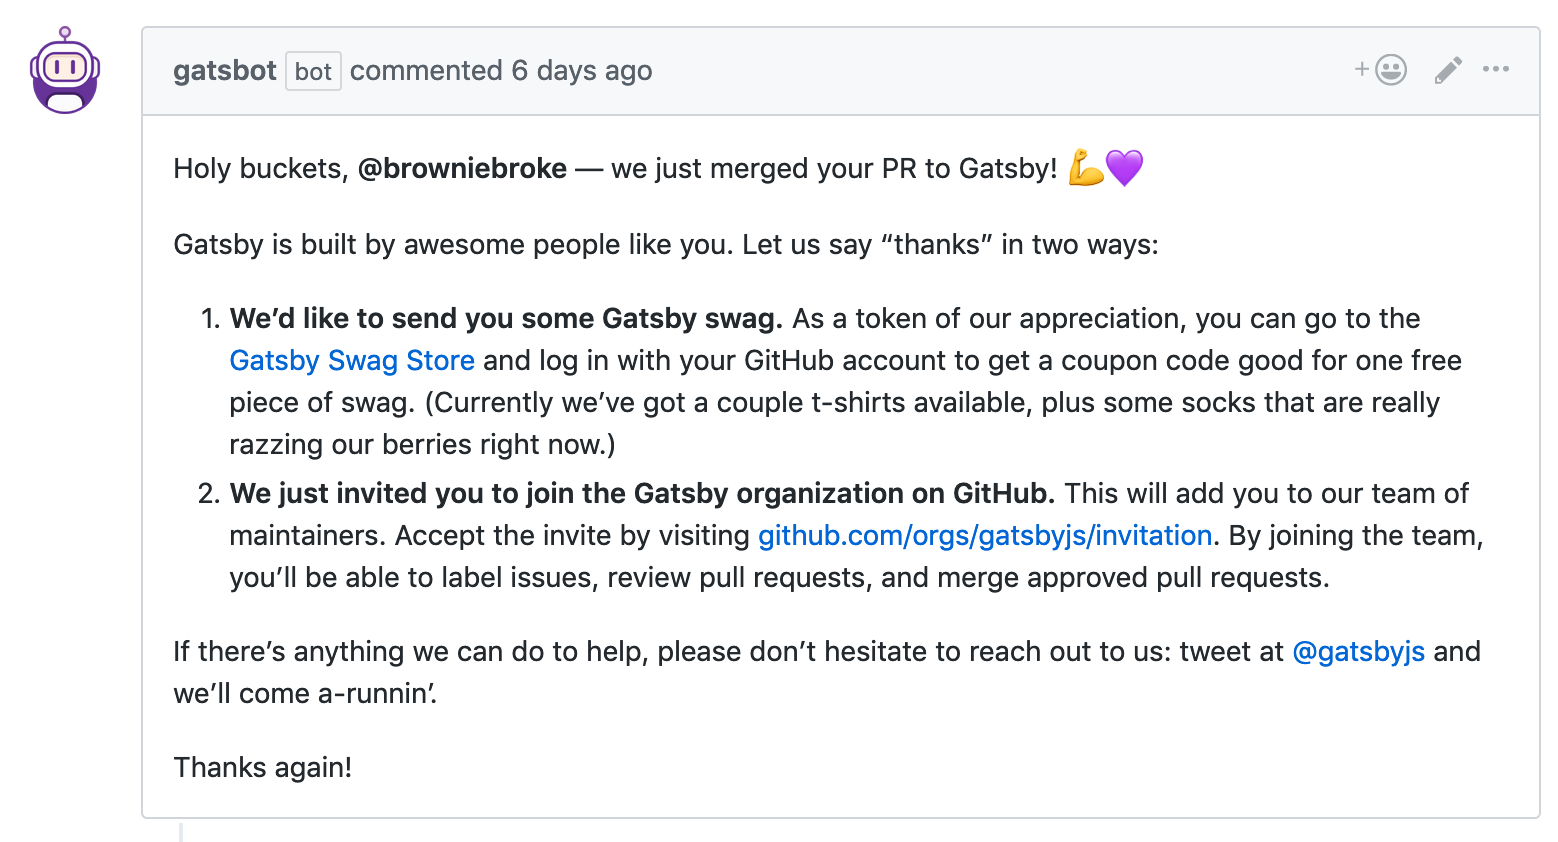 gatsbot bot commented 6 days ago
Holy buckets, @browniebroke — we just merged your PR to Gatsby! 💪💜
Gatsby is built by awesome people like you. Let us say “thanks” in two ways:
1. We’d like to send you some Gatsby swag. As a token of our appreciation, you can go to the
Gatsby Swag Store and log in with your GitHub account to get a coupon code good for one free
piece of swag. (Currently we’ve got a couple t-shirts available, plus some socks that are really
razzing our berries right now.)
2. We just invited you to join the Gatsby organization on GitHub. This will add you to our team of
maintainers. Accept the invite by visiting github.com/orgs/gatsbyjs/invitation. By joining the team,
you’ll be able to label issues, review pull requests, and merge approved pull requests.
If there’s anything we can do to help, please don’t hesitate to reach out to us: tweet at @gatsbyjs and
we’ll come a-runnin’.
Thanks again!